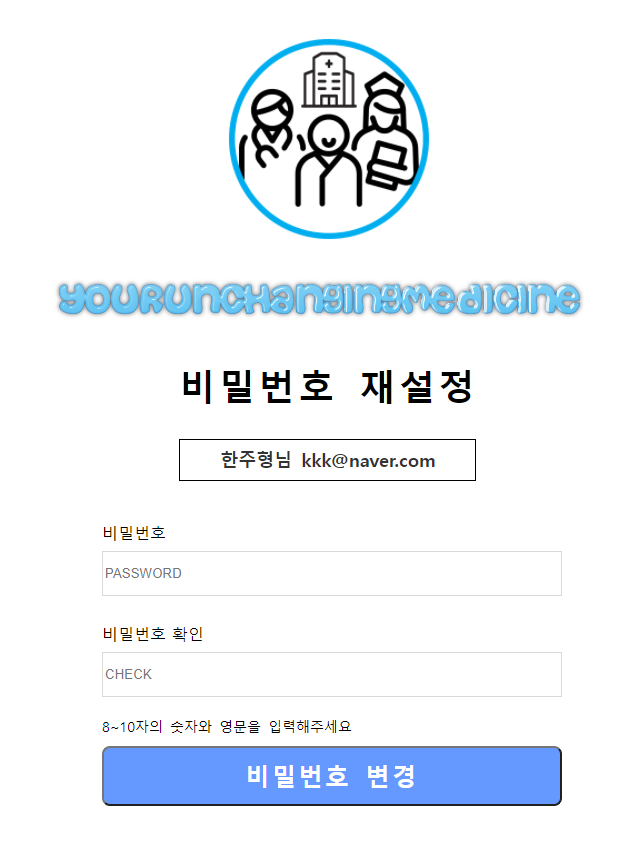 YOURUNCHANGINGMEDICINE
비밀번호 재설정
한주형님 kkk@naver.com
비밀번호
PASSWORD
비밀번호 확인
CHECK
8~10자의 숫자와 영문을 입력해주세요
비밀번호 변경